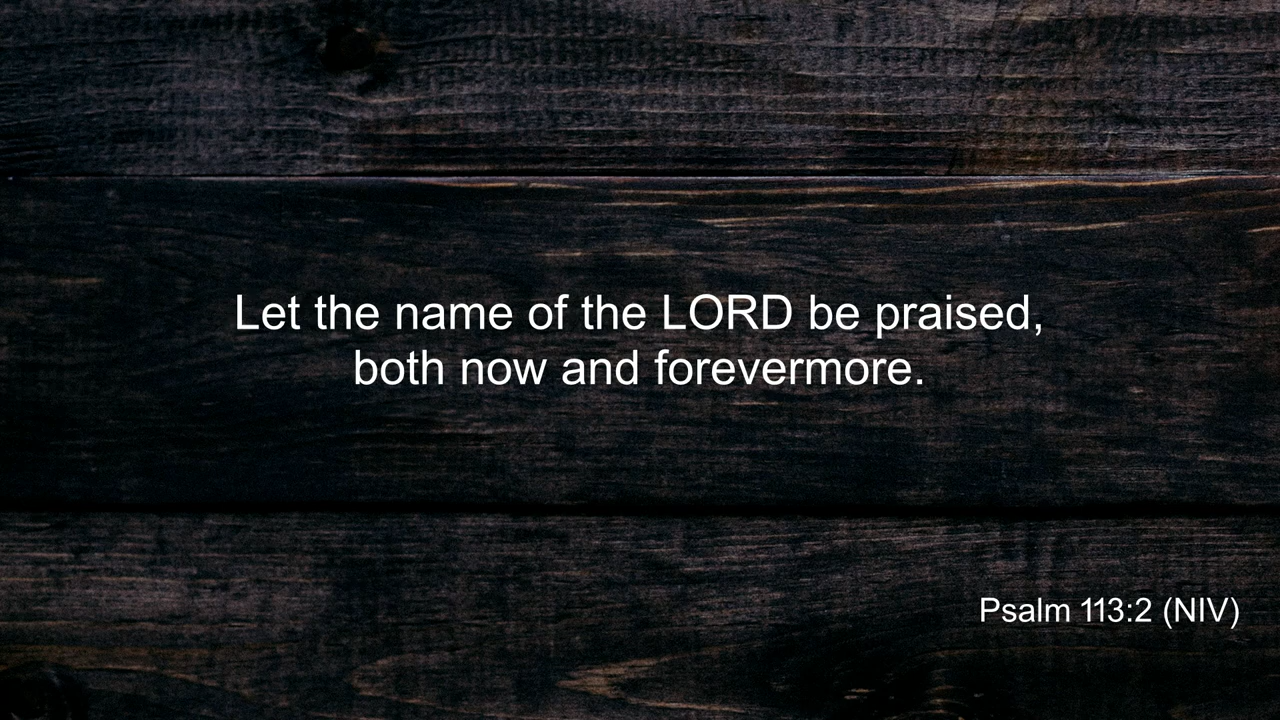 Let the name of the LORD be praised,
both now and forevermore.
Psalm 113:2 (NIV)